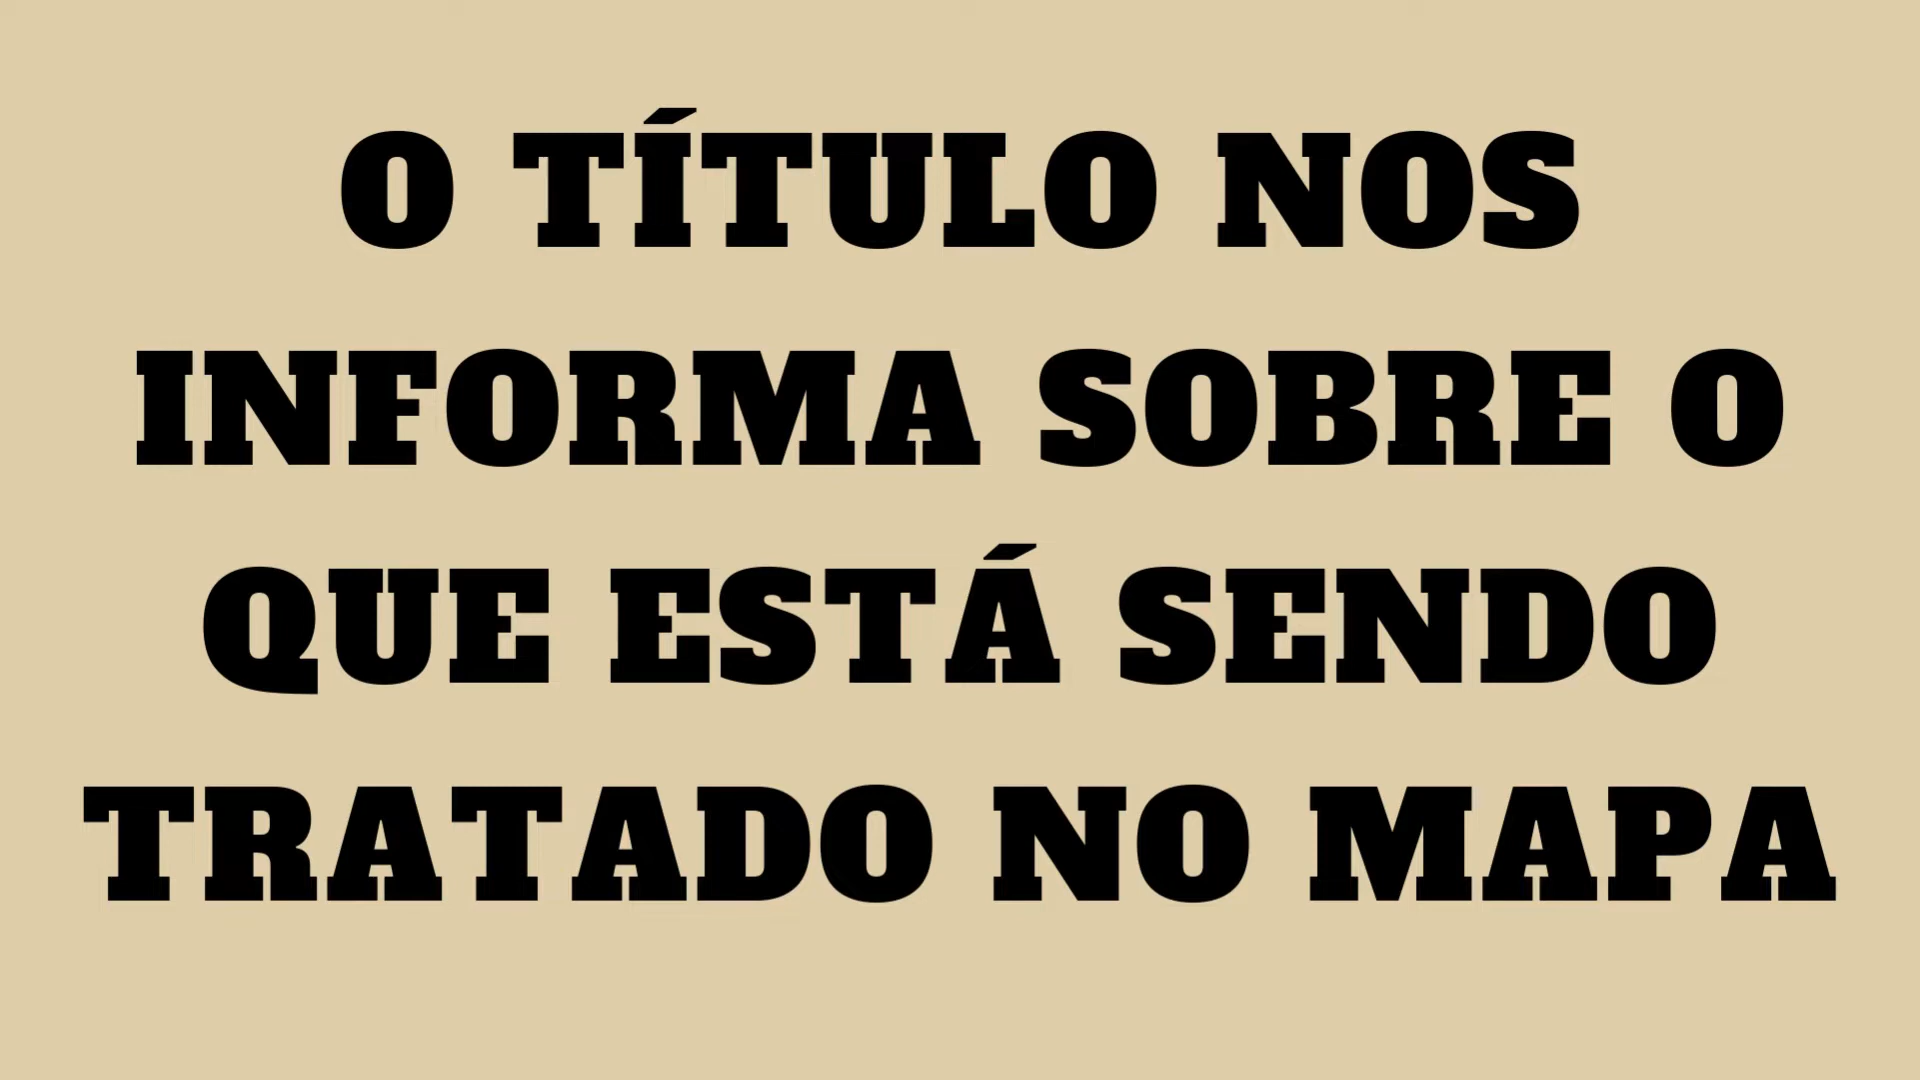 O TÍTULO NOS
INFORMA SOBRE O
QUE ESTÁ SENDO
TRATADO NO MAPA